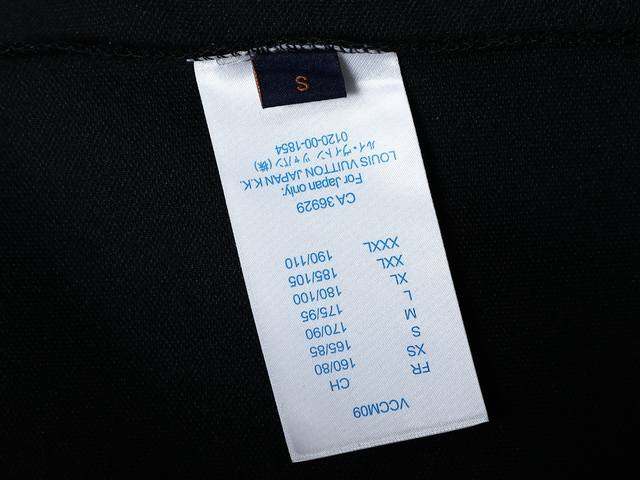 VCCM09
FR CH
XS 160/80
S 165/85
M 170/90
L 175/95
XL 180/100
XXL 185/105
XXXL 190/110
CA 36929
For Japan only:
LOUIS VUITTON JAPAN K.K.
ルイ・ヴィトン ツャパン (株)
0120-00-1854
S